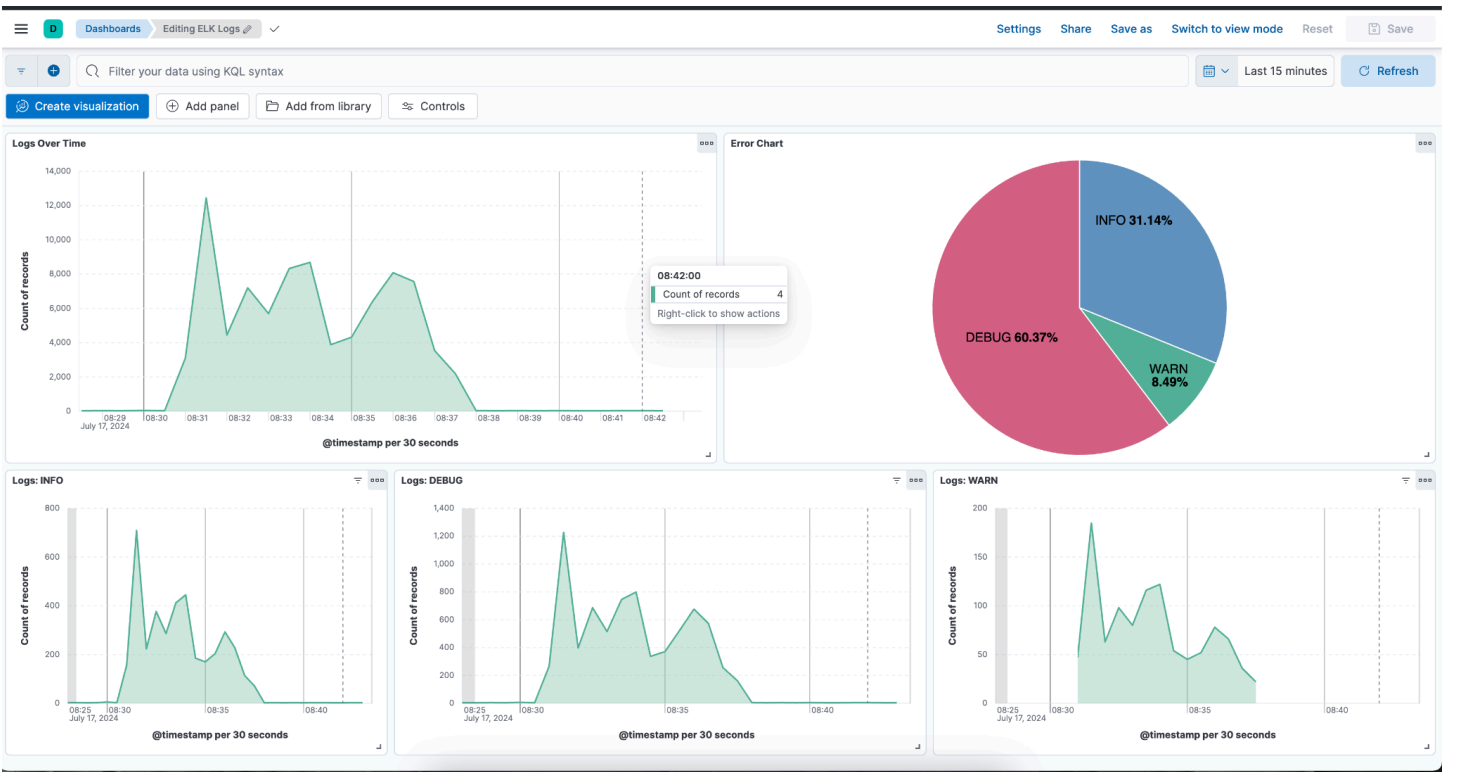 D Dashboards Editing ELK Logs Settings Share Save as Switch to view mode Reset Save
Filter your data using KQL syntax Last 15 minutes Refresh
Create visualization Add panel Add from library Controls
Logs Over Time
Count of records
14,000
12,000
10,000
8,000
6,000
4,000
2,000
0
08:29 08:30 08:31 08:32 08:33 08:34 08:35 08:36 08:37 08:38 08:39 08:40 08:41 08:42
July 17, 2024
@timestamp per 30 seconds
08:42:00
Count of records 4
Right-click to show actions
Error Chart
INFO 31.14%
DEBUG 60.37%
WARN
8.49%
Logs: INFO
Count of records
800
600
400
200
0
08:25 08:30 08:35 08:40
July 17, 2024
@timestamp per 30 seconds
Logs: DEBUG
Count of records
1,400
1,200
1,000
800
600
400
200
0
08:25 08:30 08:35 08:40
July 17, 2024
@timestamp per 30 seconds
Logs: WARN
Count of records
200
150
100
50
0
08:25 08:30 08:35 08:40
July 17, 2024
@timestamp per 30 seconds